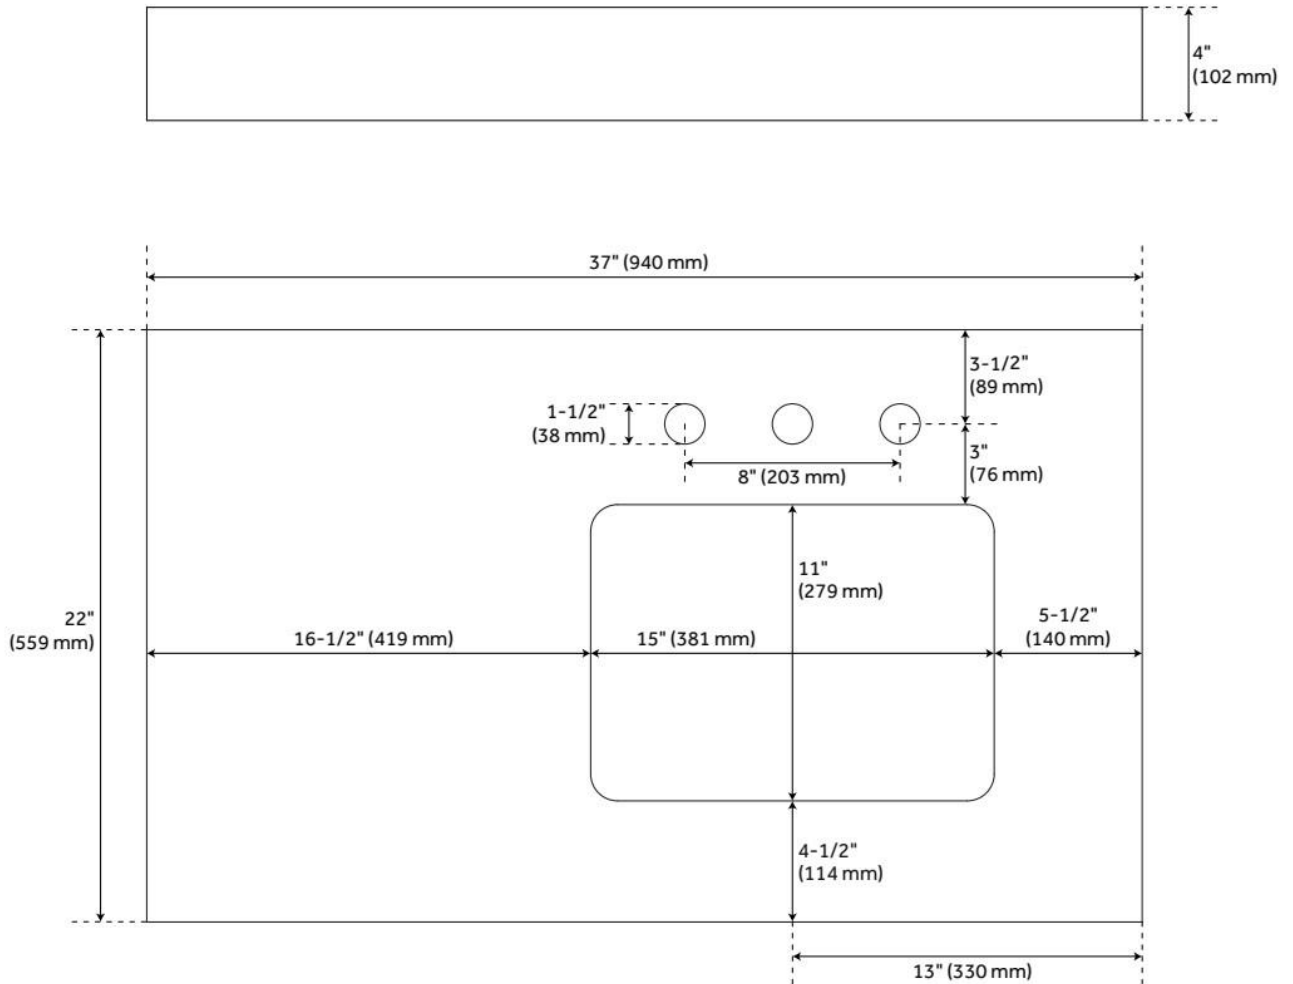 4"
(102 mm)
37" (940 mm)
3-1/2"
(89 mm)
1-1/2"
(38 mm)
3"
(76 mm)
8" (203 mm)
11"
(279 mm)
22"
(559 mm)
16-1/2" (419 mm)
15" (381 mm)
5-1/2"
(140 mm)
4-1/2"
(114 mm)
13" (330 mm)